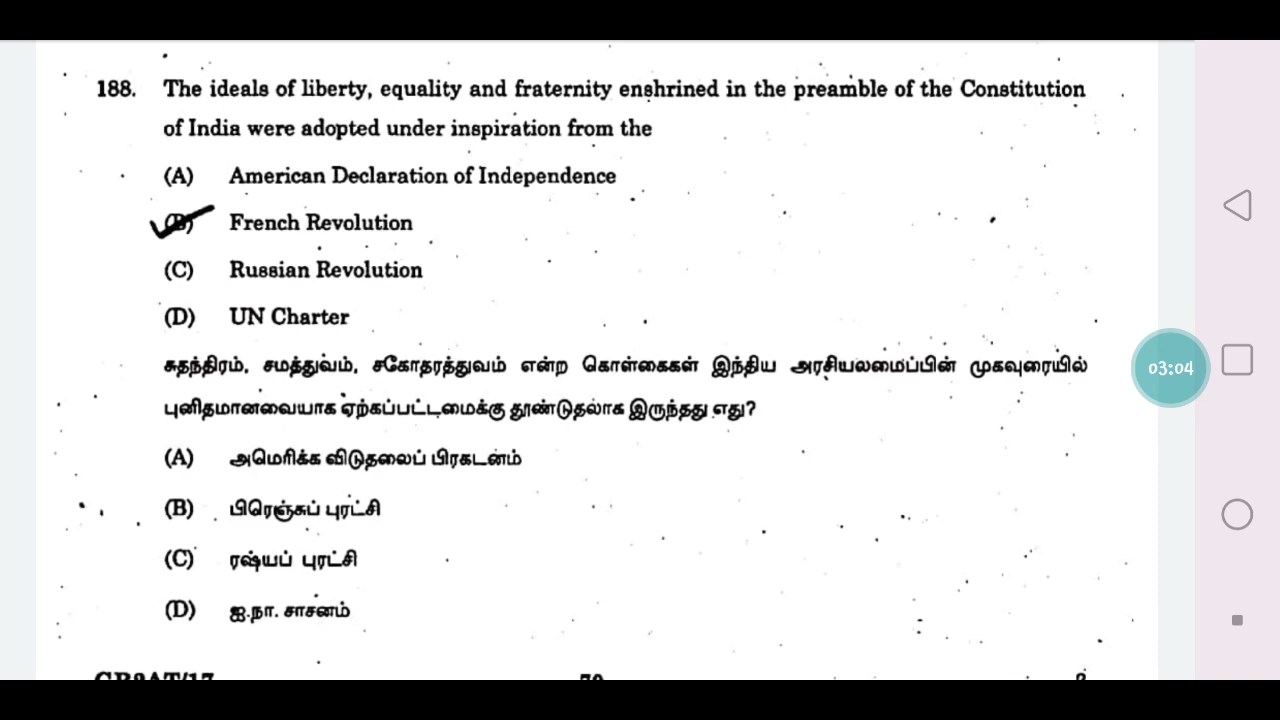 188. The ideals of liberty, equality and fraternity enshrined in the preamble of the Constitution
of India were adopted under inspiration from the
(A) American Declaration of Independence
(B) French Revolution
(C) Russian Revolution
(D) UN Charter
சுதந்திரம், சமத்துவம், சகோதரத்துவம் என்ற கொள்கைகள் இந்திய அரசியலமைப்பின் முகவுரையில்
புனிதமானவையாக ஏற்கப்பட்டமைக்கு தூண்டுதலாக இருந்தது எது?
(A) அமெரிக்க விடுதலைப் பிரகடனம்
(B) பிரெஞ்சுப் புரட்சி
(C) ரஷ்யப் புரட்சி
(D) ஐ.நா. சாசனம்
03:04